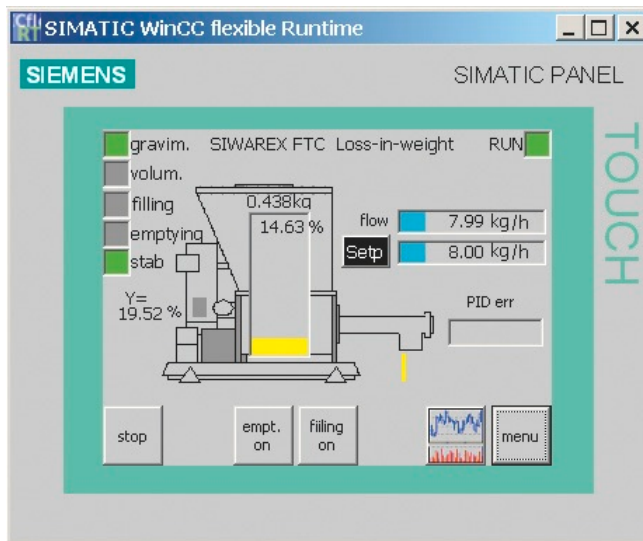 SIMATIC WinCC flexible Runtime
SIEMENS
SIMATIC PANEL
TOUCH
gravim.
SIWAREX FTC Loss-in-weight
RUN
volum.
filling
0.438kg
14.63 %
flow
7.99 kg/h
emptying
Setp
8.00 kg/h
stab
Y=
19.52 %
PID err
stop
empt.
on
fiiling
on
menu